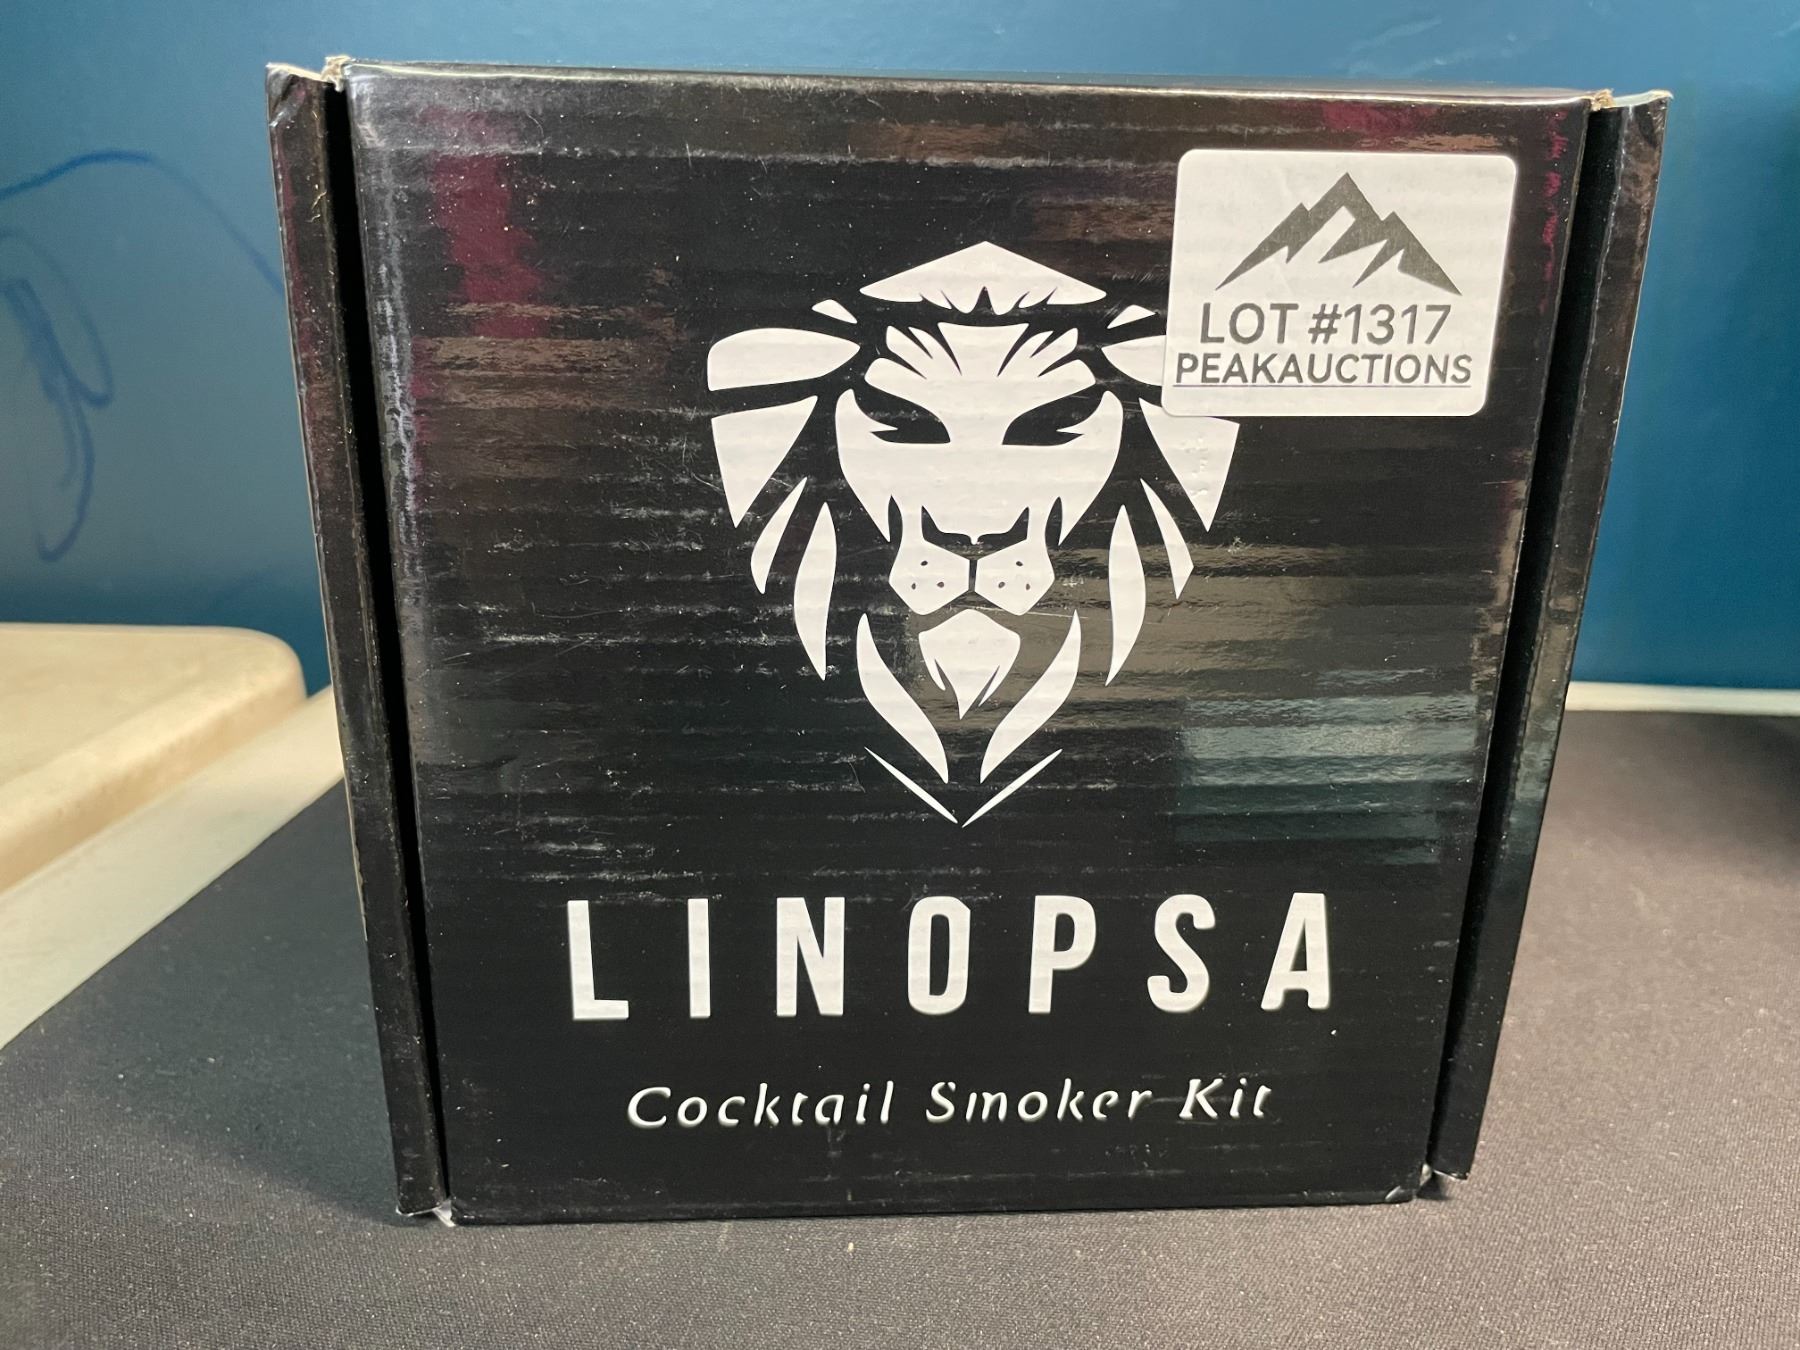 LOT #1317
PEAKAUCTIONS
LINOPSA
Cocktail Smoker Kit